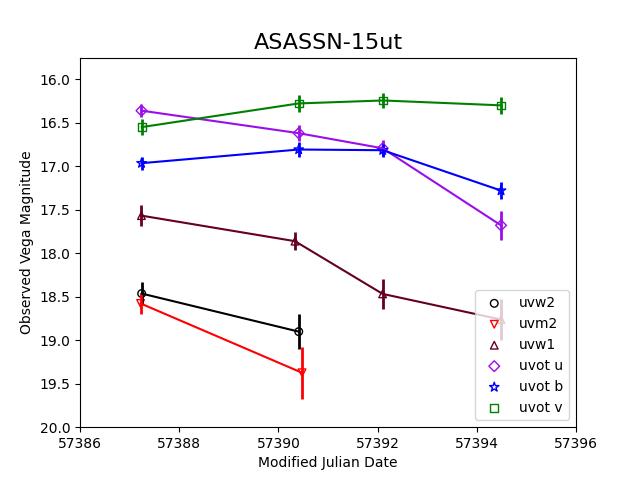 ASASSN-15ut
Observed Vega Magnitude
16.0
16.5
17.0
17.5
18.0
18.5
19.0
19.5
20.0
uvw2
uvm2
uvw1
uvot u
uvot b
uvot v
57386 57388 57390 57392 57394 57396
Modified Julian Date